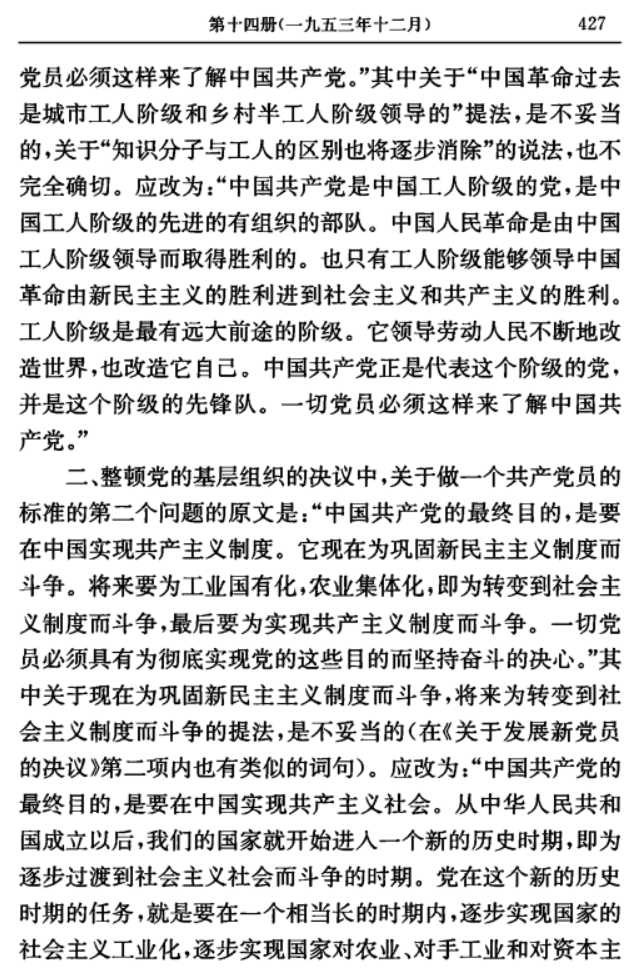 第十四册(一九五三年十二月) 427
党员必须这样来了解中国共产党。”其中关于“中国革命过去
是城市工人阶级和乡村半工人阶级领导的”提法，是不妥当
的，关于“知识分子与工人的区别也将逐步消除”的说法，也不
完全确切。应改为：“中国共产党是中国工人阶级的党，是中
国工人阶级的先进的有组织的部队。中国人民革命是由中国
工人阶级领导而取得胜利的。也只有工人阶级能够领导中国
革命由新民主主义的胜利进到社会主义和共产主义的胜利。
工人阶级是最有远大前途的阶级。它领导劳动人民不断地改
造世界，也改造它自己。中国共产党正是代表这个阶级的党，
并是这个阶级的先锋队。一切党员必须这样来了解中国共
产党。”
二、整顿党的基层组织的决议中，关于做一个共产党员的
标准的第二个问题的原文是：“中国共产党的最终目的，是要
在中国实现共产主义制度。它现在为巩固新民主主义制度而
斗争。将来要为工业国有化，农业集体化，即为转变到社会主
义制度而斗争，最后要为实现共产主义制度而斗争。一切党
员必须具有为彻底实现党的这些目的而坚持奋斗的决心。”其
中关于现在为巩固新民主主义制度而斗争，将来为转变到社
会主义制度而斗争的提法，是不妥当的（在《关于发展新党员
的决议》第二项内也有类似的词句）。应改为：“中国共产党的
最终目的，是要在中国实现共产主义社会。从中华人民共和
国成立以后，我们的国家就开始进入一个新的历史时期，即为
逐步过渡到社会主义社会而斗争的时期。党在这个新的历史
时期的任务，就是要在一个相当长的时期内，逐步实现国家的
社会主义工业化，逐步实现国家对农业、对手工业和对资本主